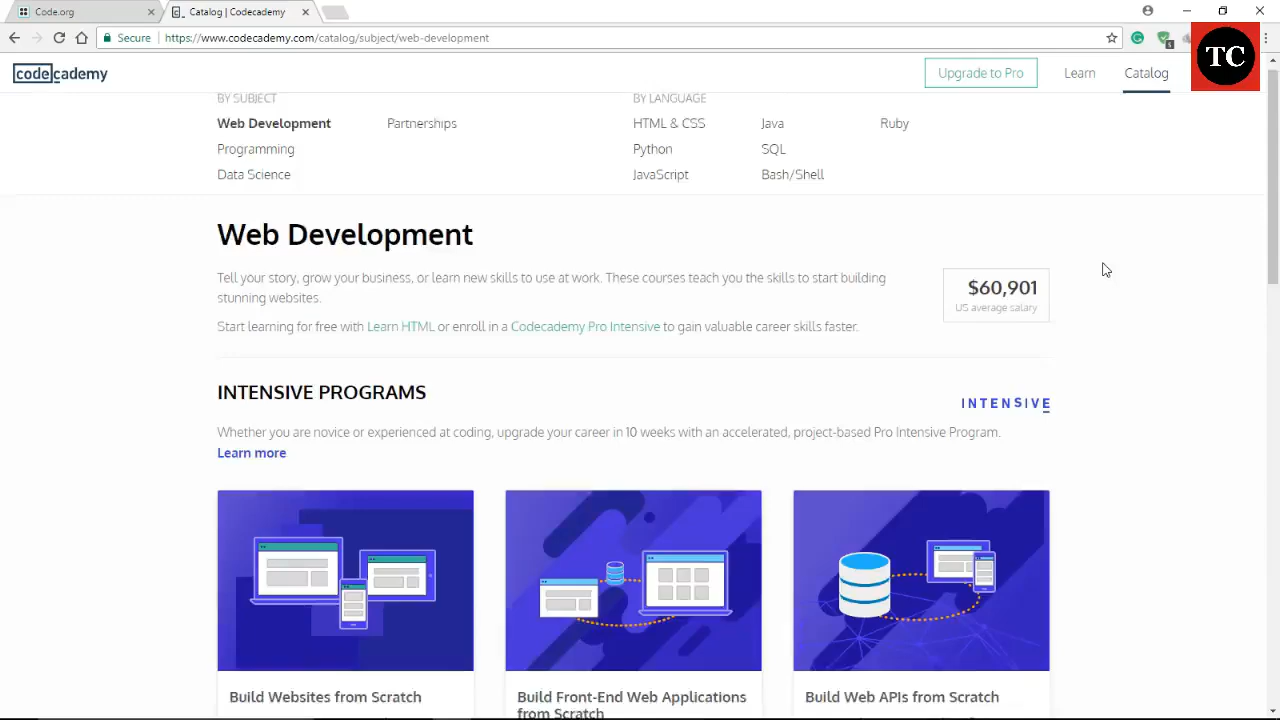 Code.org
Catalog | Codecademy
Secure
https://www.codecademy.com/catalog/subject/web-development
TC
codecademy
Upgrade to Pro
Learn
Catalog
BY SUBJECT
BY LANGUAGE
Web Development
Partnerships
HTML & CSS
Java
Ruby
Programming
Python
SQL
Data Science
JavaScript
Bash/Shell
Web Development
Tell your story, grow your business, or learn new skills to use at work. These courses teach you the skills to start building
stunning websites.
$60,901
US average salary
Start learning for free with Learn HTML or enroll in a Codecademy Pro Intensive to gain valuable career skills faster.
INTENSIVE PROGRAMS
INTENSIVE
Whether you are novice or experienced at coding, upgrade your career in 10 weeks with an accelerated, project-based Pro Intensive Program.
Learn more
Build Websites from Scratch
Build Front-End Web Applications
from Scratch
Build Web APIs from Scratch